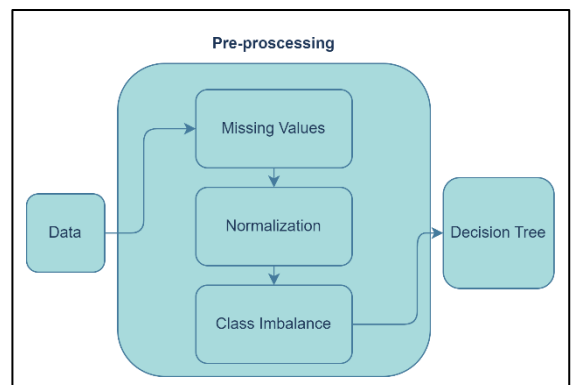 Pre-proscessing
Missing Values
Data
Normalization
Decision Tree
Class Imbalance